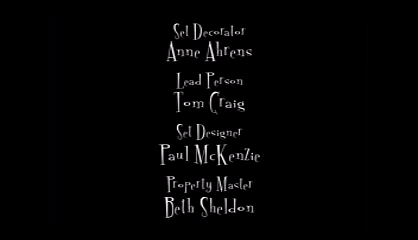 Set Decorator
Anne Ahrens
Lead Person
Tom Craig
Set Designer
Paul McKenzie
Property Master
Beth Sheldon